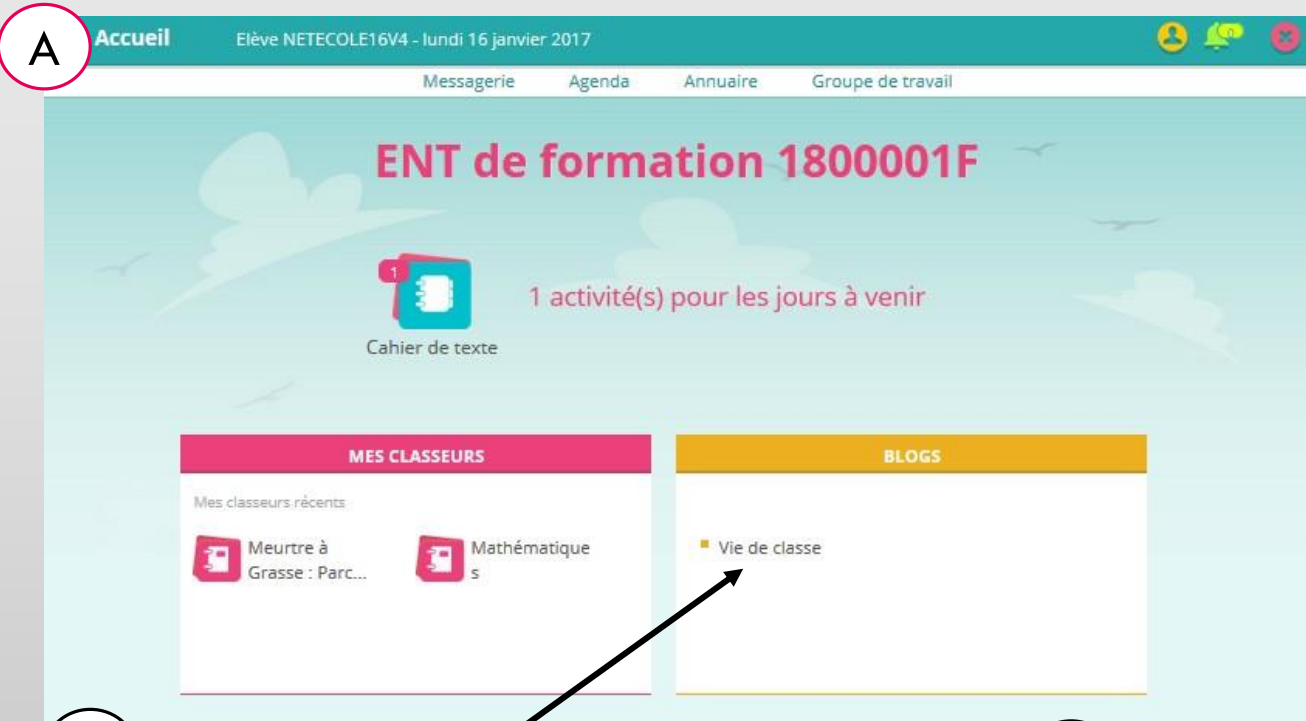 A
Accueil Elève NETECOLE16V4 - lundi 16 janvier 2017
Messagerie Agenda Annuaire Groupe de travail
ENT de formation 1800001F
1
1 activité(s) pour les jours à venir
Cahier de texte
MES CLASSEURS
Mes classeurs récents
Meurtre à
Grasse : Parc...
Mathématique
s
BLOGS
Vie de classe